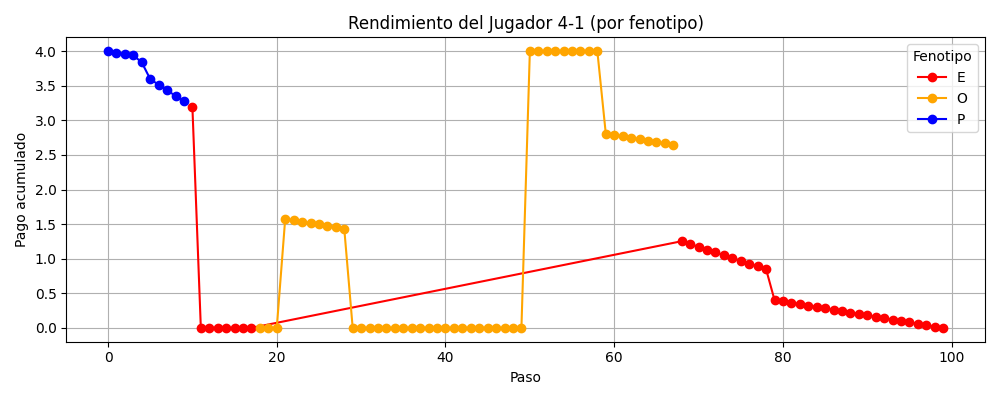 Rendimiento del Jugador 4-1 (por fenotipo)
Pago acumulado
4.0
3.5
3.0
2.5
2.0
1.5
1.0
0.5
0.0
Fenotipo
E
O
P
0 20 40 60 80 100
Paso